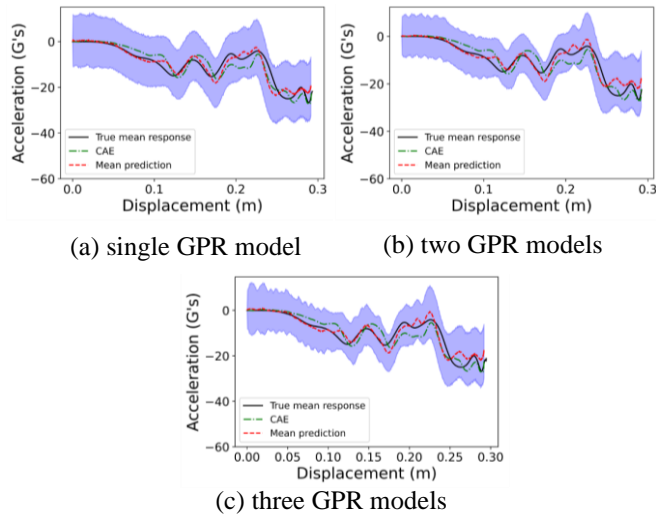 0
−20
−40
−60
Acceleration (G's)
True mean response
CAE
Mean prediction
0.0 0.1 0.2 0.3
Displacement (m)
(a) single GPR model
0
−20
−40
−60
Acceleration (G's)
True mean response
CAE
Mean prediction
0.0 0.1 0.2 0.3
Displacement (m)
(b) two GPR models
0
−20
−40
−60
Acceleration (G's)
True mean response
CAE
Mean prediction
0.00 0.05 0.10 0.15 0.20 0.25 0.30
Displacement (m)
(c) three GPR models